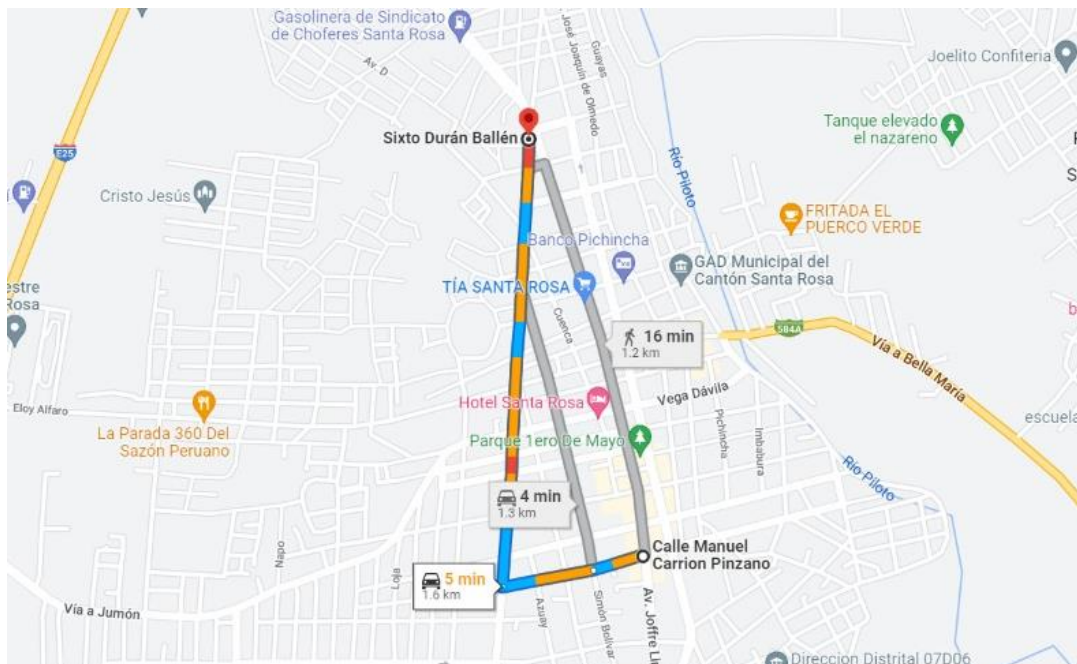 Gasolinera de Sindicato
de Choferes Santa Rosa
José Joaquín de Olmedo
Guayas
Joelito Confiteria
Av. D
Sixto Durán Ballén
Tanque elevado
el nazareno
E25
Río Piloto
Cristo Jesús
FRITADA EL
PUERCO VERDE
Banco Pichincha
GAD Municipal del
Cantón Santa Rosa
TÍA SANTA ROSA
estre
Rosa
Cuenca
16 min
1.2 km
584A
Vía a Bella María
Vega Dávila
Hotel Santa Rosa
Eloy Alfaro
La Parada 360 Del
Sazón Peruano
Parque 1ero De Mayo
Pichincha
Imbabura
escuela
Río Piloto
4 min
1.3 km
Calle Manuel
Carrion Pinzano
Napo
Loja
5 min
1.6 km
Azuay
Simón Bolívar
Av. Joffre
Vía a Jumón
Direccion Distrital 07D06